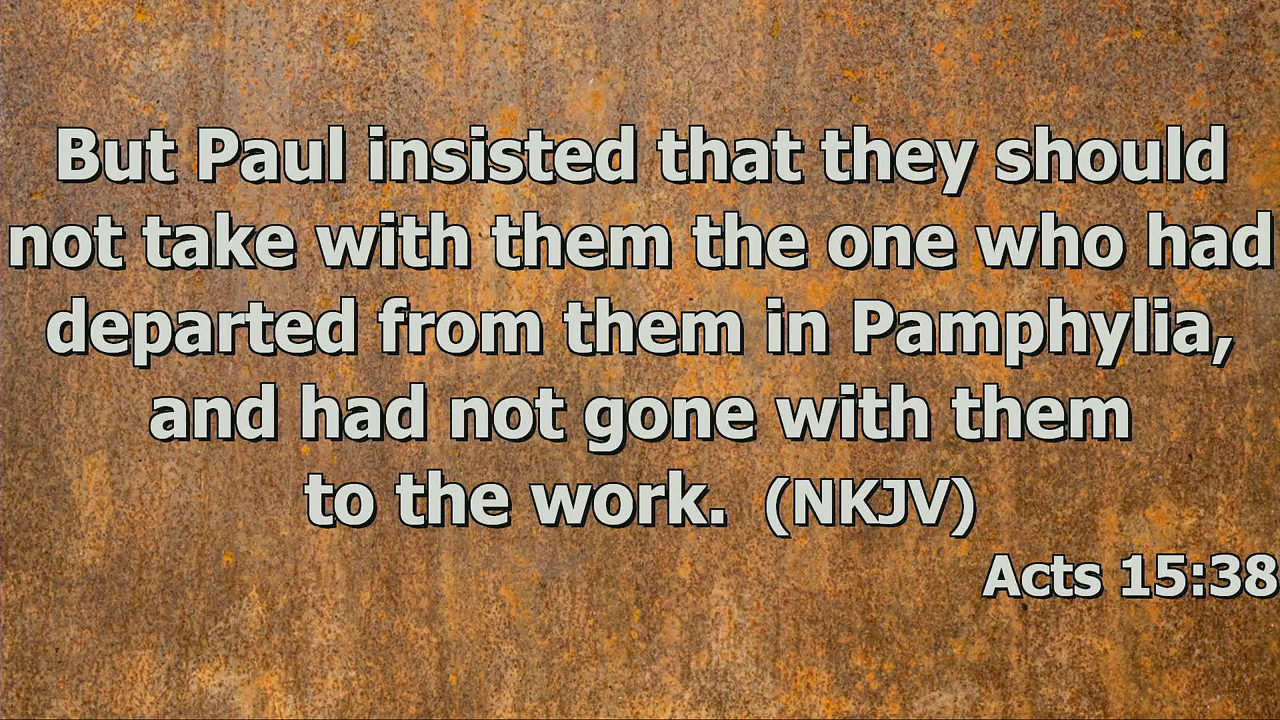 But Paul insisted that they should
not take with them the one who had
departed from them in Pamphylia,
and had not gone with them
to the work. (NKJV)
Acts 15:38